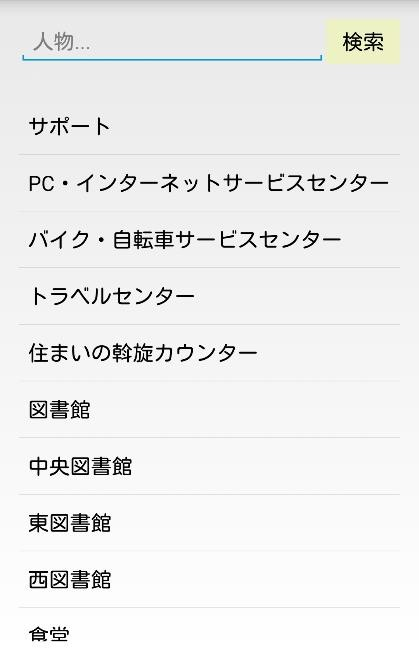 人物...
検索
サポート
PC・インターネットサービスセンター
バイク・自転車サービスセンター
トラベルセンター
住まいの斡旋カウンター
図書館
中央図書館
東図書館
西図書館
食堂